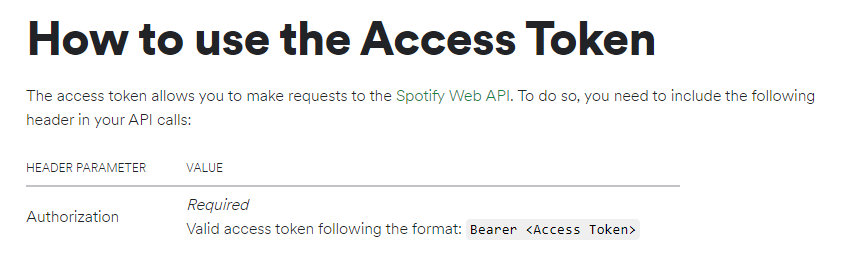 How to use the Access Token
The access token allows you to make requests to the Spotify Web API. To do so, you need to include the following
header in your API calls:
HEADER PARAMETER VALUE
Required
Authorization
Valid access token following the format: Bearer <Access Token>